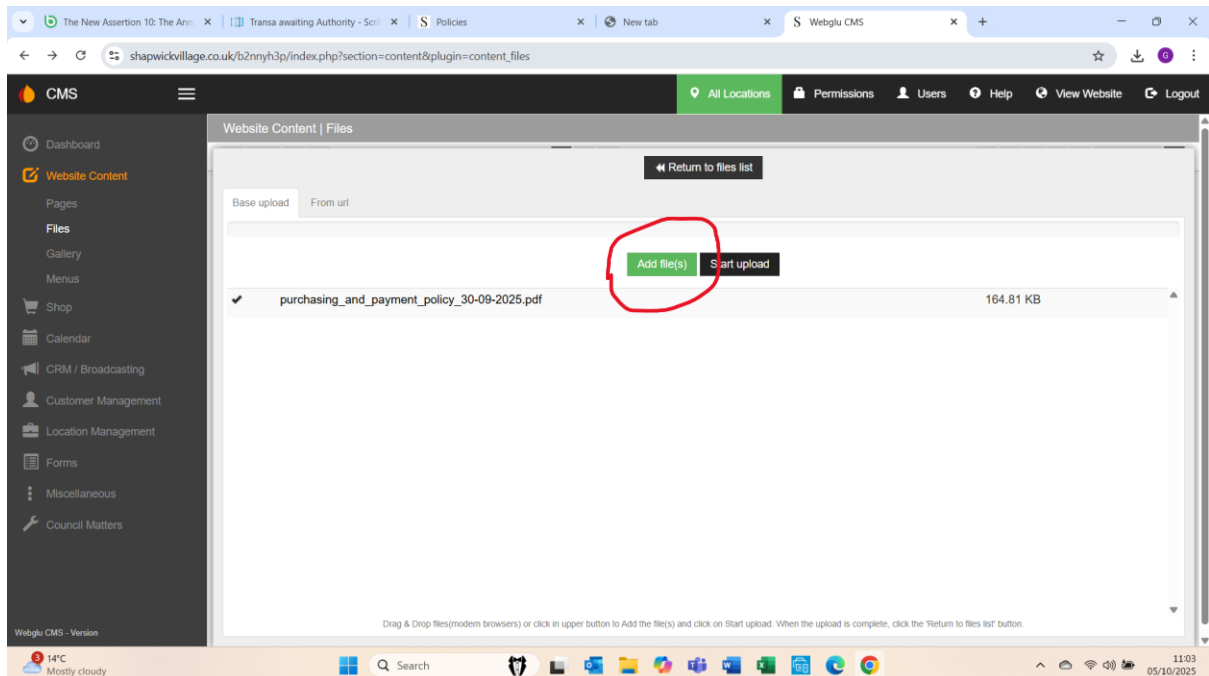 The New Assertion 10: The Ann
Transa awaiting Authority - Scri
S Policies
New tab
S Webglu CMS
shapwickvillage.co.uk/b2nnyh3p/index.php?section=content&plugin=content_files
G
CMS
All Locations
Permissions
Users
Help
View Website
Logout
Website Content | Files
Dashboard
Website Content
Pages
Files
Gallery
Menus
Shop
Calendar
CRM / Broadcasting
Customer Management
Location Management
Forms
Miscellaneous
Council Matters
Webglu CMS - Version
Return to files list
Base upload
From url
Add file(s)
Start upload
purchasing_and_payment_policy_30-09-2025.pdf
164.81 KB
Drag & Drop files(modern browsers) or click in upper button to Add the file(s) and click on Start upload. When the upload is complete, click the 'Return to files list' button.
3
14°C
Mostly cloudy
Search
11:03
05/10/2025